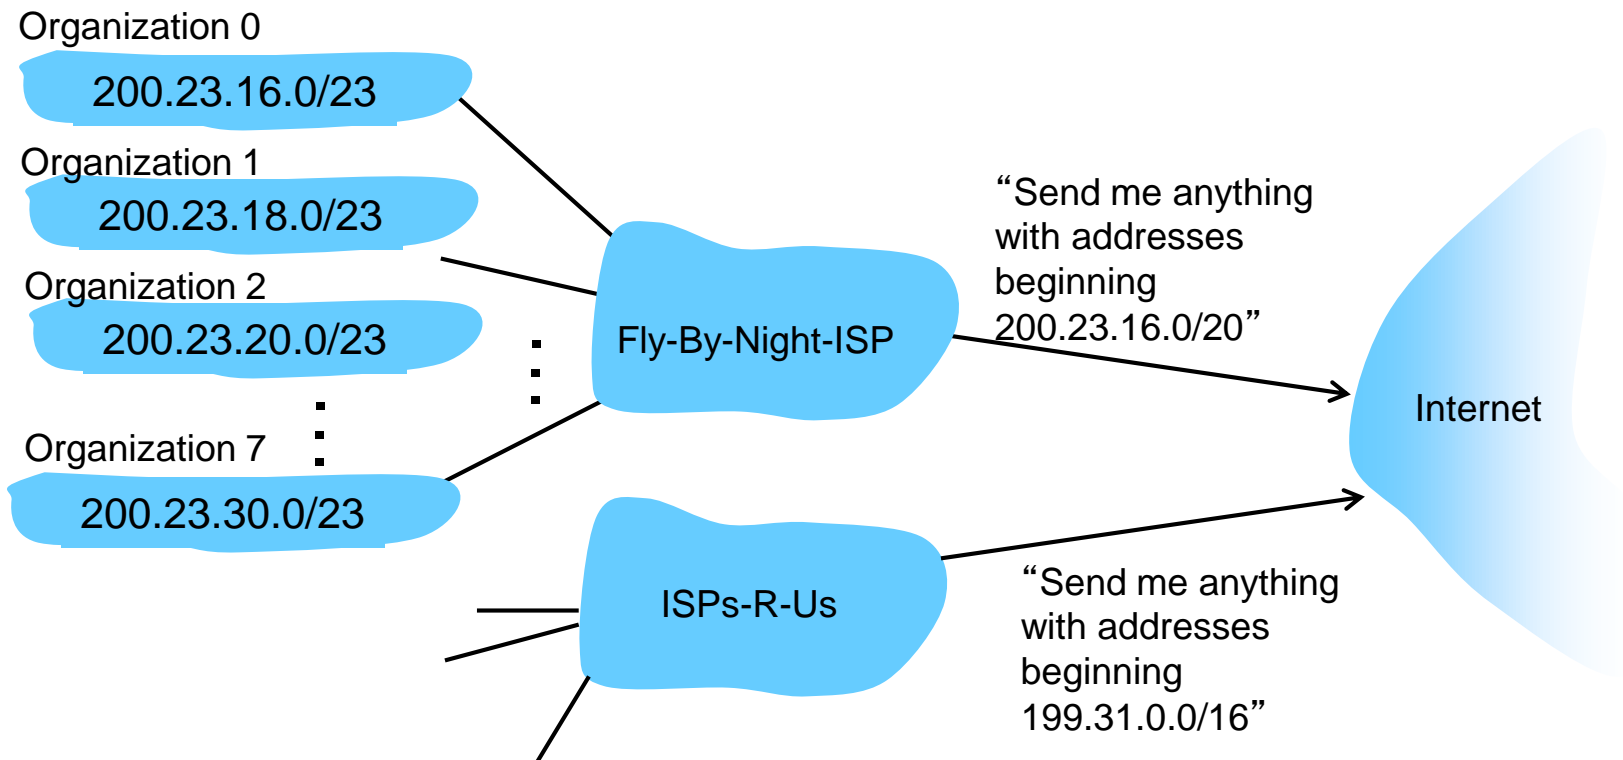 Organization 0
200.23.16.0/23
Organization 1
200.23.18.0/23
Organization 2
200.23.20.0/23
Organization 7
200.23.30.0/23
Fly-By-Night-ISP
“Send me anything
with addresses
beginning
200.23.16.0/20”
Internet
ISPs-R-Us
“Send me anything
with addresses
beginning
199.31.0.0/16”